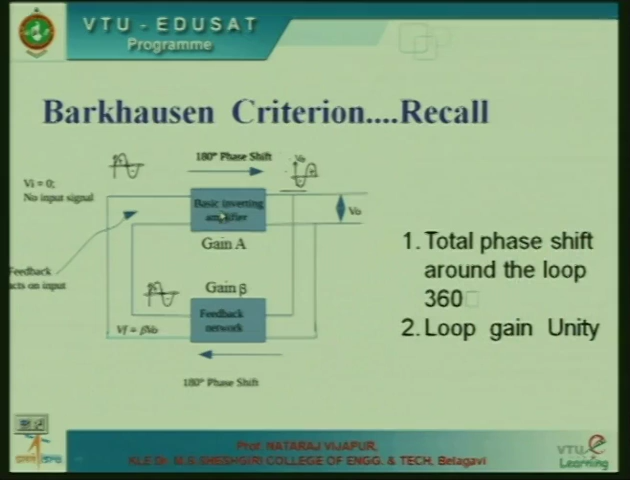 VTU - EDUSAT
Programme
Barkhausen Criterion....Recall
180° Phase Shift
Vo
Vi = 0;
No input signal
Basic inverting
amplifier
Vo
Gain A
Feedback
acts on input
Gain β
Feedback
network
Vf = βVo
180° Phase Shift
1. Total phase shift
around the loop
360
2. Loop gain Unity
Prof. NATARAJ VIJAPUR,
KLE Dr. M.S.SHESHGIRI COLLEGE OF ENGG. & TECH, Belagavi
VTU e
Learning